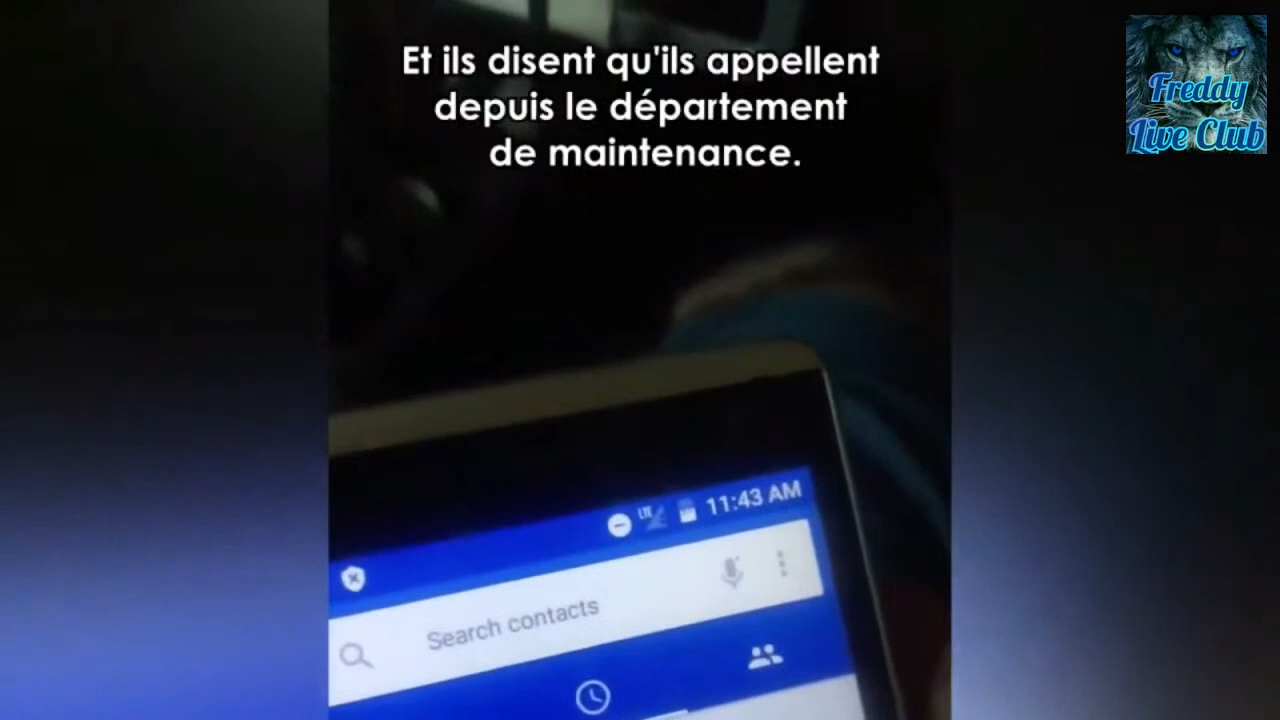 Et ils disent qu'ils appellent
depuis le département
de maintenance.
Freddy
Live Club
LTE
11:43 AM
Search contacts